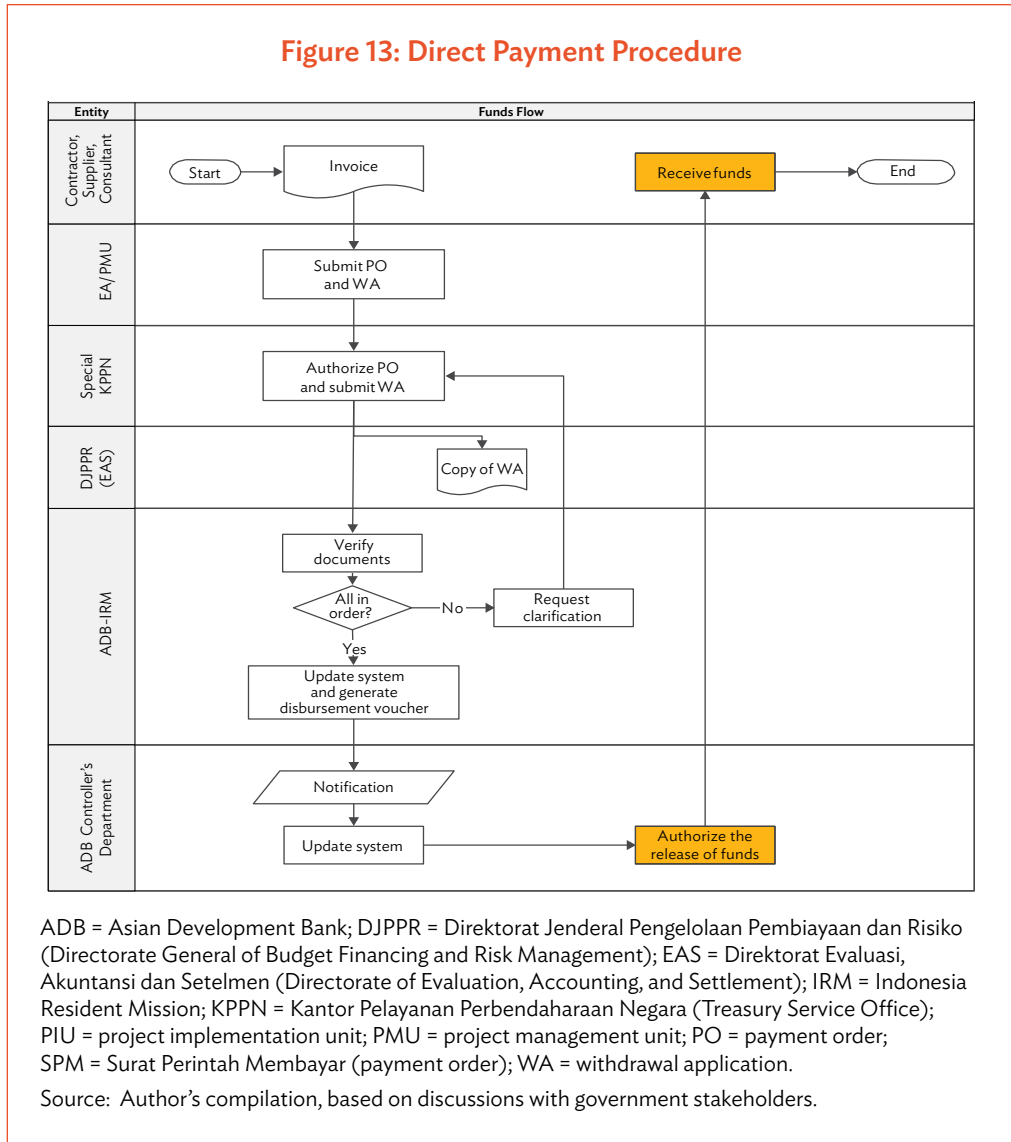 Figure 13: Direct Payment Procedure
Entity
Funds Flow
Contractor,
Supplier,
Consultant
Start
Invoice
Receive funds
End
EA/PMU
Submit PO
and WA
Special
KPPN
Authorize PO
and submit WA
DJPPR
(EAS)
Copy of WA
ADB-IRM
Verify
documents
All in
order?
No
Request
clarification
Yes
Update system
and generate
disbursement voucher
ADB Controller's
Department
Notification
Update system
Authorize the
release of funds
ADB = Asian Development Bank; DJPPR = Direktorat Jenderal Pengelolaan Pembiayaan dan Risiko
(Directorate General of Budget Financing and Risk Management); EAS = Direktorat Evaluasi,
Akuntansi dan Setelmen (Directorate of Evaluation, Accounting, and Settlement); IRM = Indonesia
Resident Mission; KPPN = Kantor Pelayanan Perbendaharaan Negara (Treasury Service Office);
PIU = project implementation unit; PMU = project management unit; PO = payment order;
SPM = Surat Perintah Membayar (payment order); WA = withdrawal application.
Source: Author's compilation, based on discussions with government stakeholders.